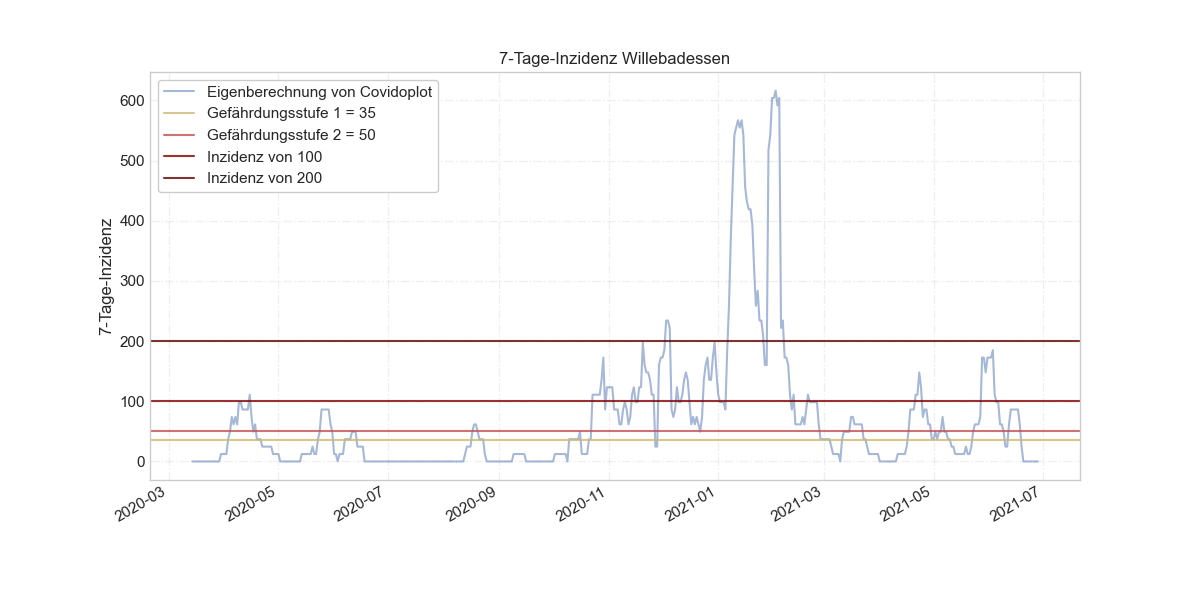 7-Tage-Inzidenz Willebadessen
Eigenberechnung von Covidoplot
Gefährdungsstufe 1 = 35
Gefährdungsstufe 2 = 50
Inzidenz von 100
Inzidenz von 200
7-Tage-Inzidenz
600
500
400
300
200
100
0
2020-03
2020-05
2020-07
2020-09
2020-11
2021-01
2021-03
2021-05
2021-07